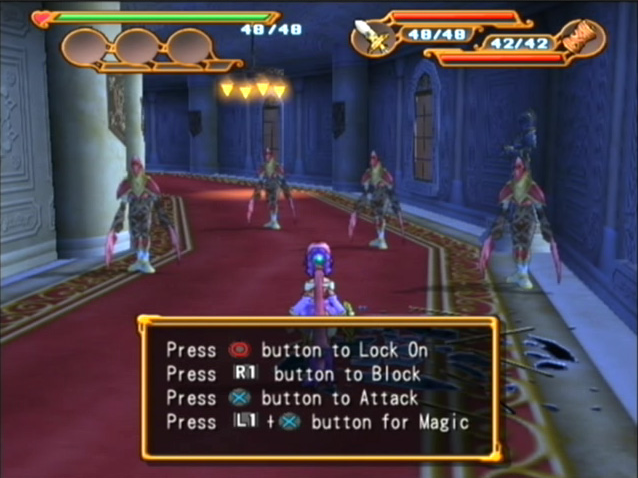 48/48
48/48
42/42
Press button to Lock On
Press R1 button to Block
Press button to Attack
Press L1 + button for Magic